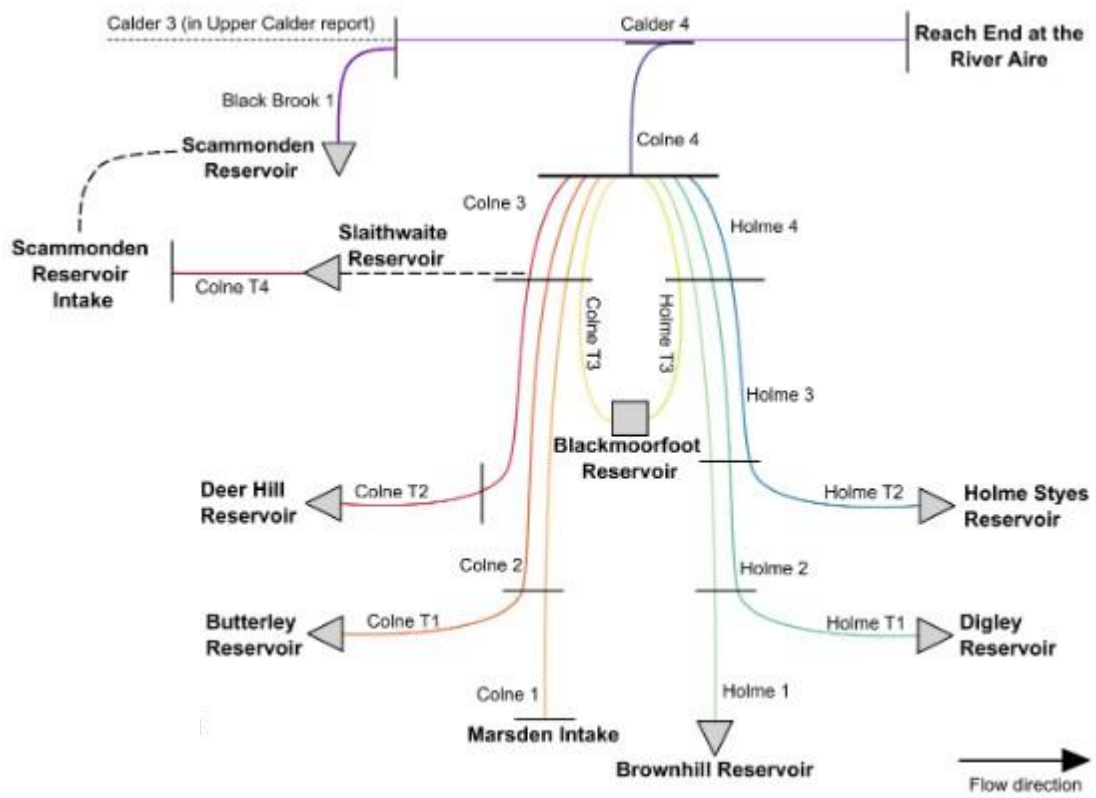 Calder 3 (in Upper Calder report)
Calder 4
Reach End at the
River Aire
Black Brook 1
Scammonden
Reservoir
Colne 4
Colne 3
Holme 4
Slaithwaite
Reservoir
Scammonden
Reservoir
Intake
Colne T4
Colne T3
Holme T3
Holme 3
Blackmoorfoot
Reservoir
Deer Hill
Reservoir
Colne T2
Holme T2
Holme Styes
Reservoir
Colne 2
Holme 2
Butterley
Reservoir
Colne T1
Holme T1
Digley
Reservoir
Colne 1
Holme 1
Marsden Intake
Brownhill Reservoir
Flow direction